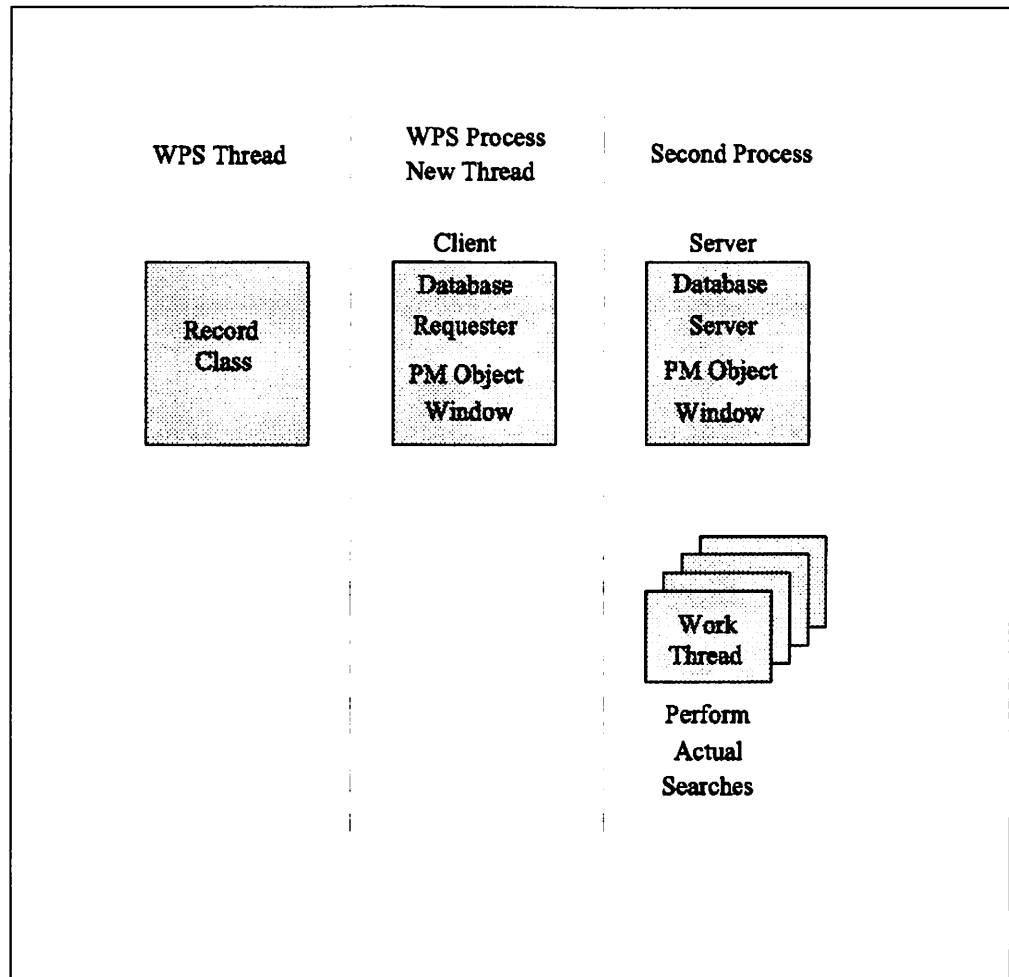 WPS Thread
WPS Process
New Thread
Second Process
Client
Server
Record
Class
Database
Requester
PM Object
Window
Database
Server
PM Object
Window
Work
Thread
Perform
Actual
Searches